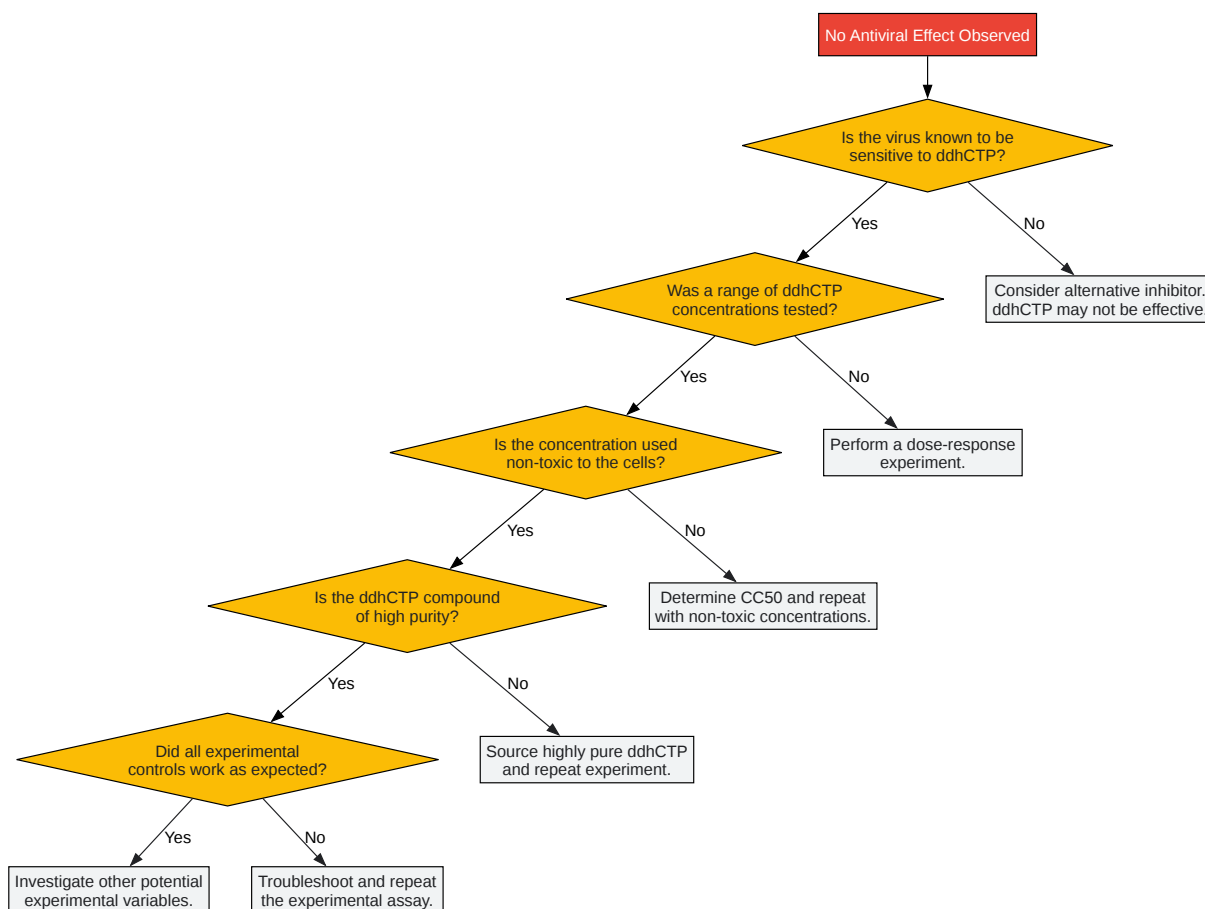 No Antiviral Effect Observed
Is the virus known to be
sensitive to ddhCTP?
Yes
No
Was a range of ddhCTP
concentrations tested?
Consider alternative inhibitor.
ddhCTP may not be effective.
Yes
No
Is the concentration used
non-toxic to the cells?
Perform a dose-response
experiment.
Yes
No
Is the ddhCTP compound
of high purity?
Determine CC50 and repeat
with non-toxic concentrations.
Yes
No
Did all experimental
controls work as expected?
Source highly pure ddhCTP
and repeat experiment.
Yes
No
Investigate other potential
experimental variables.
Troubleshoot and repeat
the experimental assay.